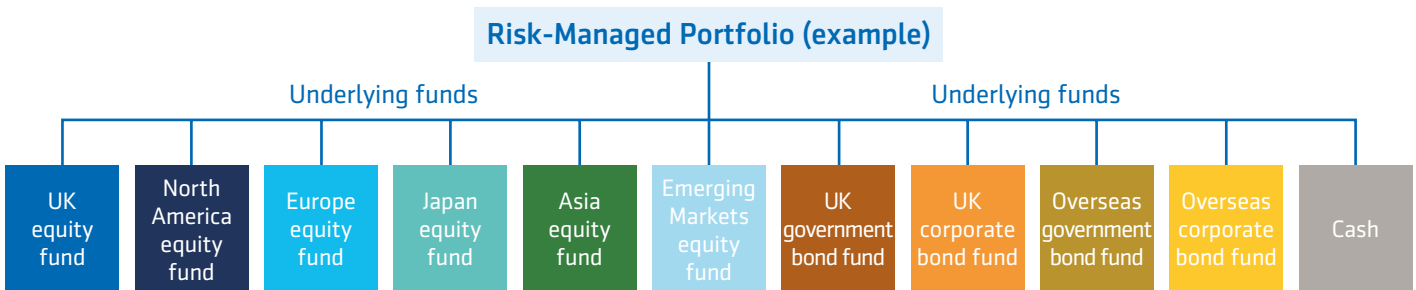 Risk-Managed Portfolio (example)
Underlying funds
Underlying funds
UK
equity
fund
North
America
equity
fund
Europe
equity
fund
Japan
equity
fund
Asia
equity
fund
Emerging
Markets
equity
fund
UK
government
bond fund
UK
corporate
bond fund
Overseas
government
bond fund
Overseas
corporate
bond fund
Cash